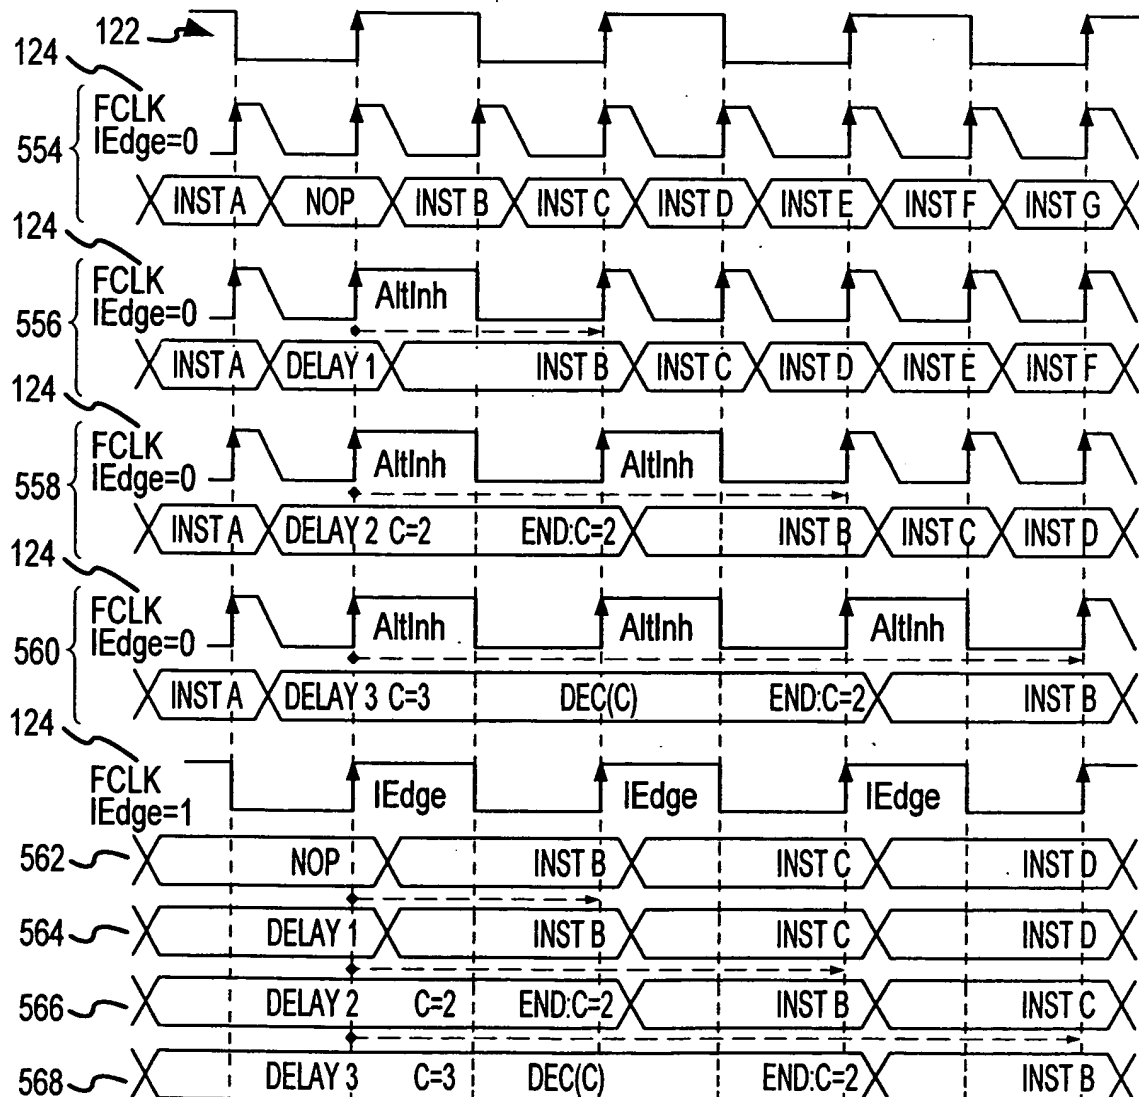 122
124
554
FCLK
IEdge=0
INST A NOP INST B INST C INST D INST E INST F INST G
124
556
FCLK
IEdge=0
AltInh
INST A DELAY 1 INST B INST C INST D INST E INST F
124
558
FCLK
IEdge=0
AltInh AltInh
INST A DELAY 2 C=2 END:C=2 INST B INST C INST D
124
560
FCLK
IEdge=0
AltInh AltInh AltInh
INST A DELAY 3 C=3 DEC(C) END:C=2 INST B
124
FCLK
IEdge=1
IEdge IEdge IEdge
562 NOP INST B INST C INST D
564 DELAY 1 INST B INST C INST D
566 DELAY 2 C=2 END:C=2 INST B INST C
568 DELAY 3 C=3 DEC(C) END:C=2 INST B